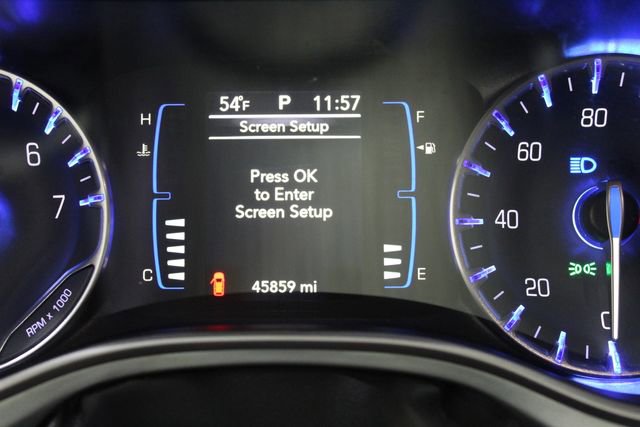 54°F P 11:57
Screen Setup
Press OK
to Enter
Screen Setup
45859 mi
H
C
F
E
6
7
RPM x 1000
80
60
40
20
0